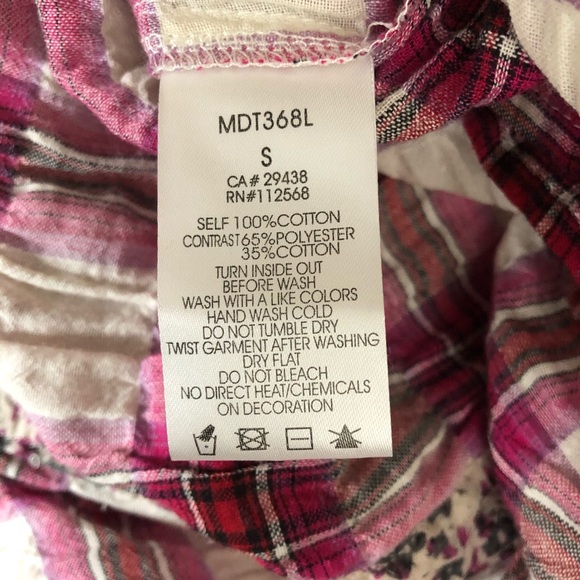 MDT368L
S
CA# 29438
RN#112568
SELF 100%COTTON
CONTRAST65%POLYESTER
35%COTTON
TURN INSIDE OUT
BEFORE WASH
WASH WITH A LIKE COLORS
HAND WASH COLD
DO NOT TUMBLE DRY
TWIST GARMENT AFTER WASHING
DRY FLAT
DO NOT BLEACH
NO DIRECT HEAT/CHEMICALS
ON DECORATION